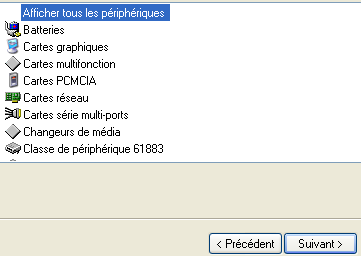 Afficher tous les périphériques
Batteries
Cartes graphiques
Cartes multifonction
Cartes PCMCIA
Cartes réseau
Cartes série multi-ports
Changeurs de média
Classe de périphérique 61883
< Précédent
Suivant >